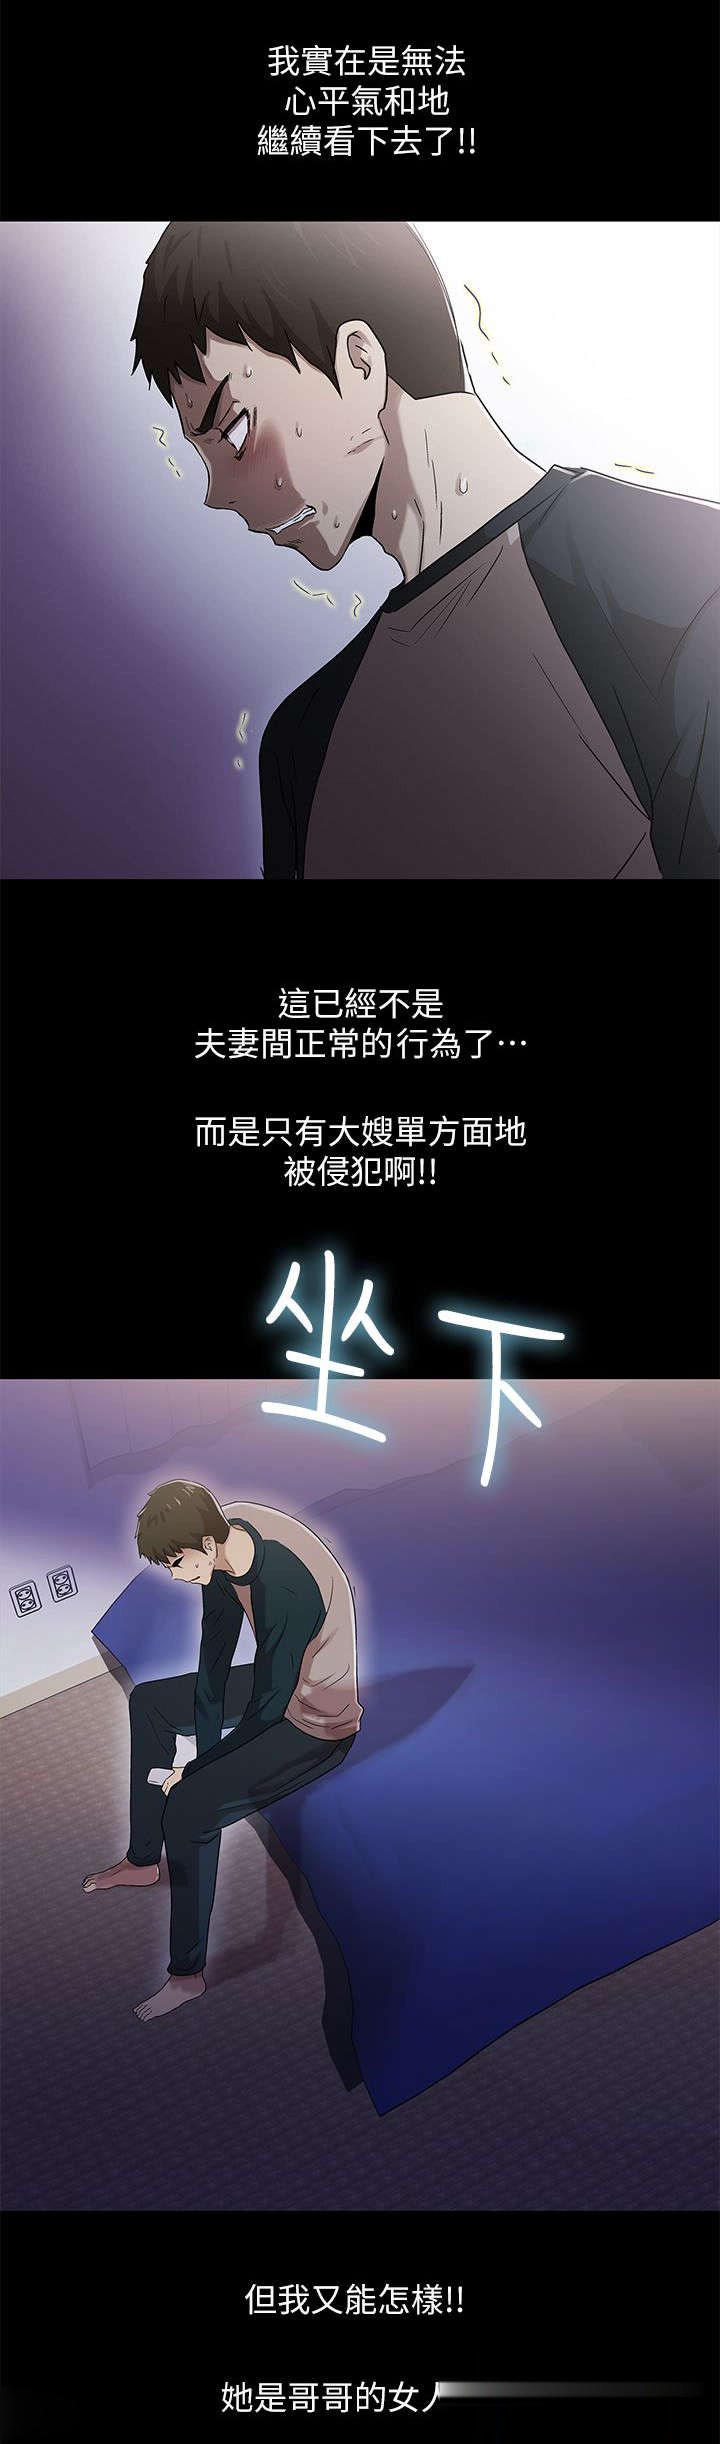 我實在是無法
心平氣和地
繼續看下去了!!
這已經不是
夫妻間正常的行為了⋯
而是只有大嫂單方面地
被侵犯啊!!
坐下
但我又能怎樣!!
她是哥哥的女人